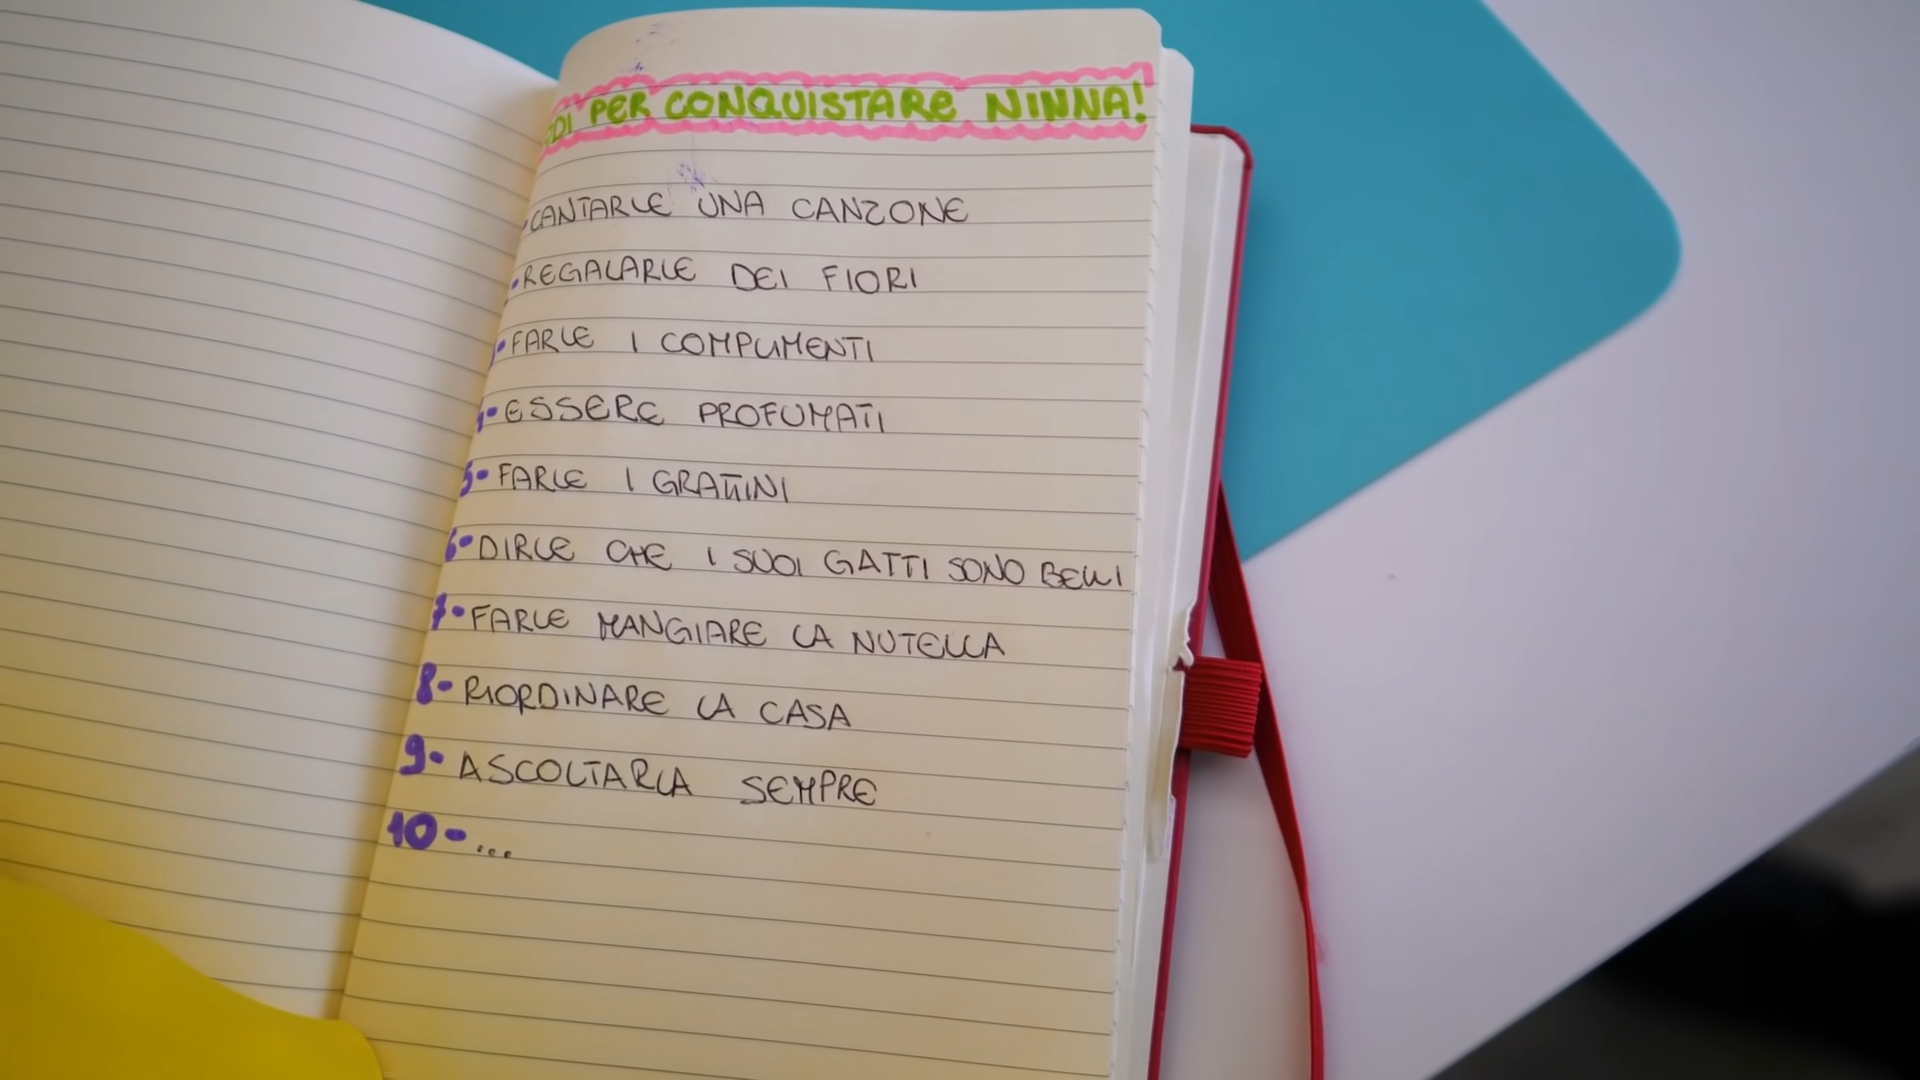 DI PER CONQUISTARE NINNA!
CANTARLE UNA CANZONE
REGALARLE DEI FIORI
FARLE I COMPLIMENTI
ESSERE PROFUMATI
5- FARLE I GRATTINI
6- DIRLE CHE I SUOI GATTI SONO BELLI
7- FARLE MANGIARE LA NUTELLA
8- RIORDINARE LA CASA
9- ASCOLTARLA SEMPRE
10- ...